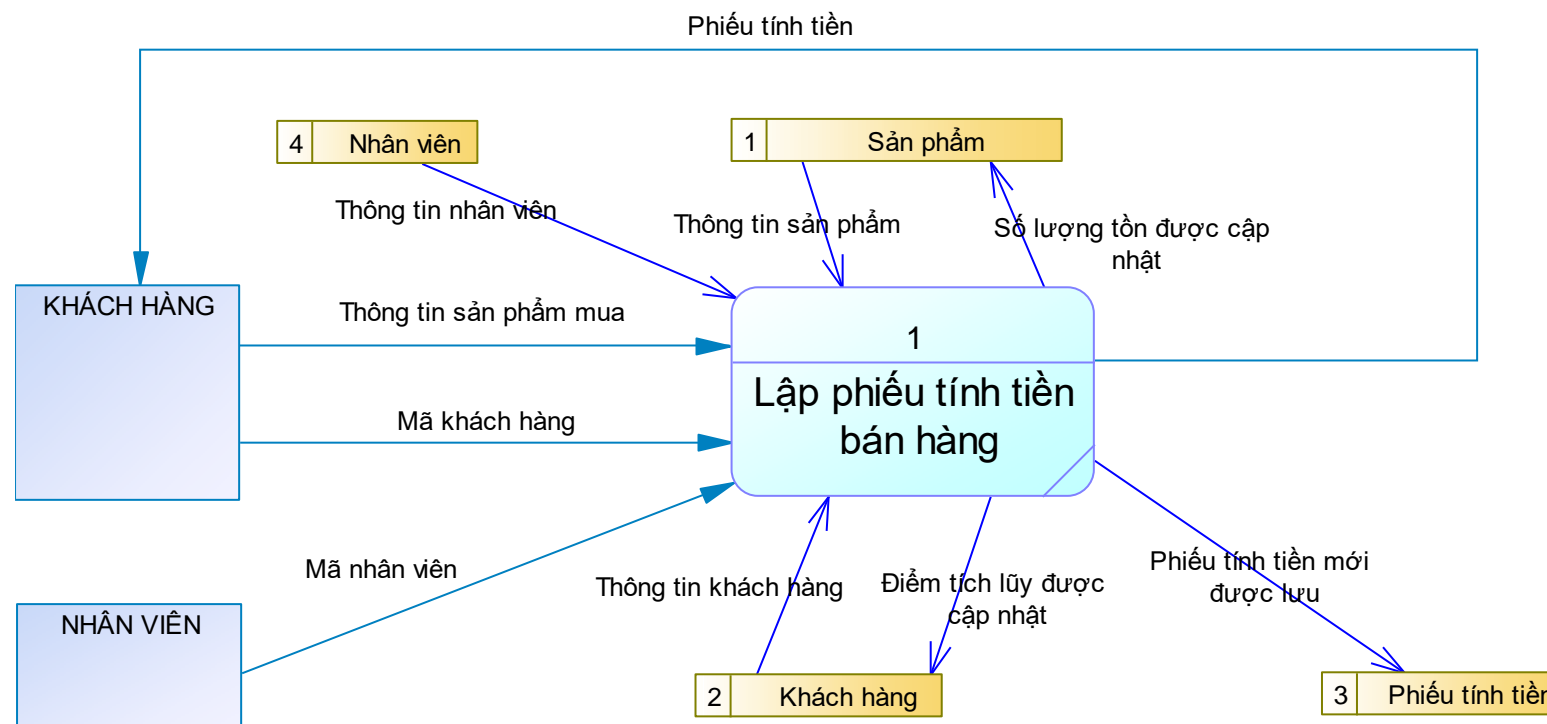 Phiếu tính tiền
4 Nhân viên
1 Sản phẩm
Thông tin nhân viên
Thông tin sản phẩm
Số lượng tồn được cập
nhật
KHÁCH HÀNG
Thông tin sản phẩm mua
1
Lập phiếu tính tiền
bán hàng
Mã khách hàng
Mã nhân viên
Thông tin khách hàng
Điểm tích lũy được
cập nhật
Phiếu tính tiền mới
được lưu
NHÂN VIÊN
2 Khách hàng
3 Phiếu tính tiền